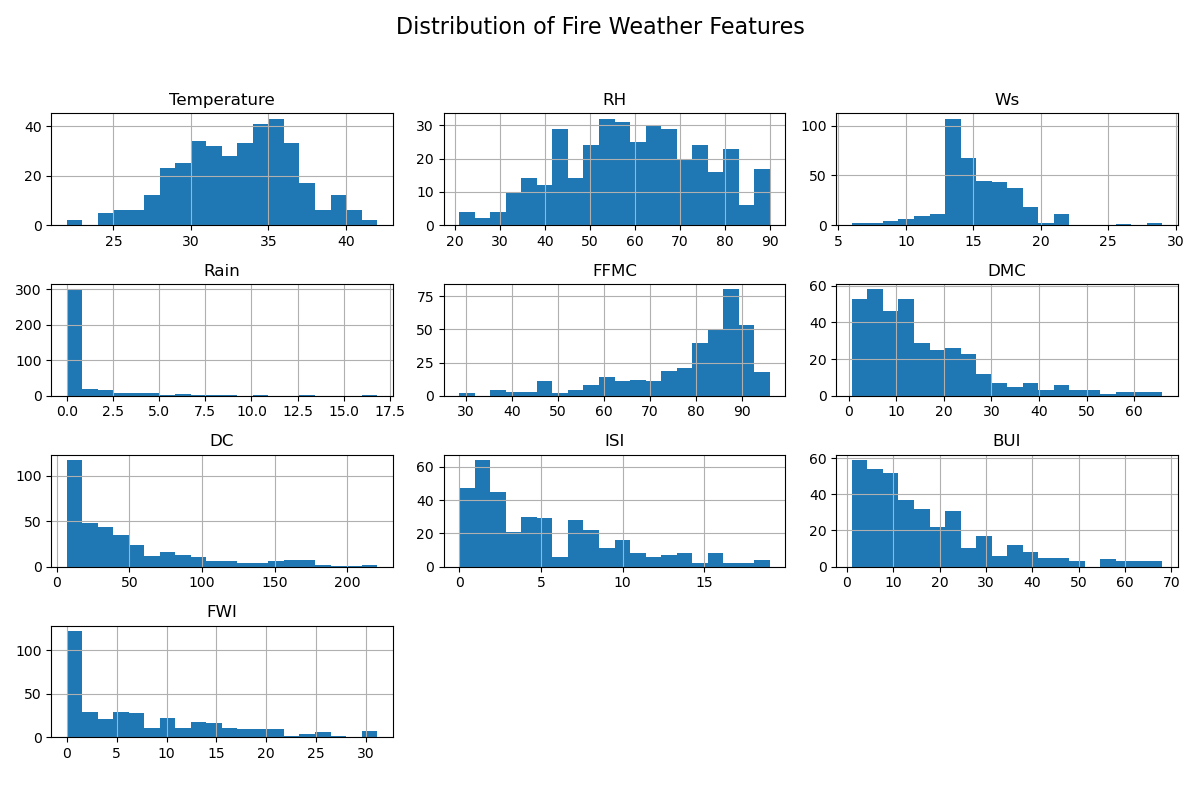 Distribution of Fire Weather Features
Temperature
40
20
0
25 30 35 40
RH
30
20
10
0
20 30 40 50 60 70 80 90
Ws
100
50
0
5 10 15 20 25 30
Rain
300
200
100
0
0.0 2.5 5.0 7.5 10.0 12.5 15.0 17.5
FFMC
75
50
25
0
30 40 50 60 70 80 90
DMC
60
40
20
0
0 10 20 30 40 50 60
DC
100
50
0
0 50 100 150 200
ISI
60
40
20
0
0 5 10 15
BUI
60
40
20
0
0 10 20 30 40 50 60 70
FWI
100
50
0
0 5 10 15 20 25 30